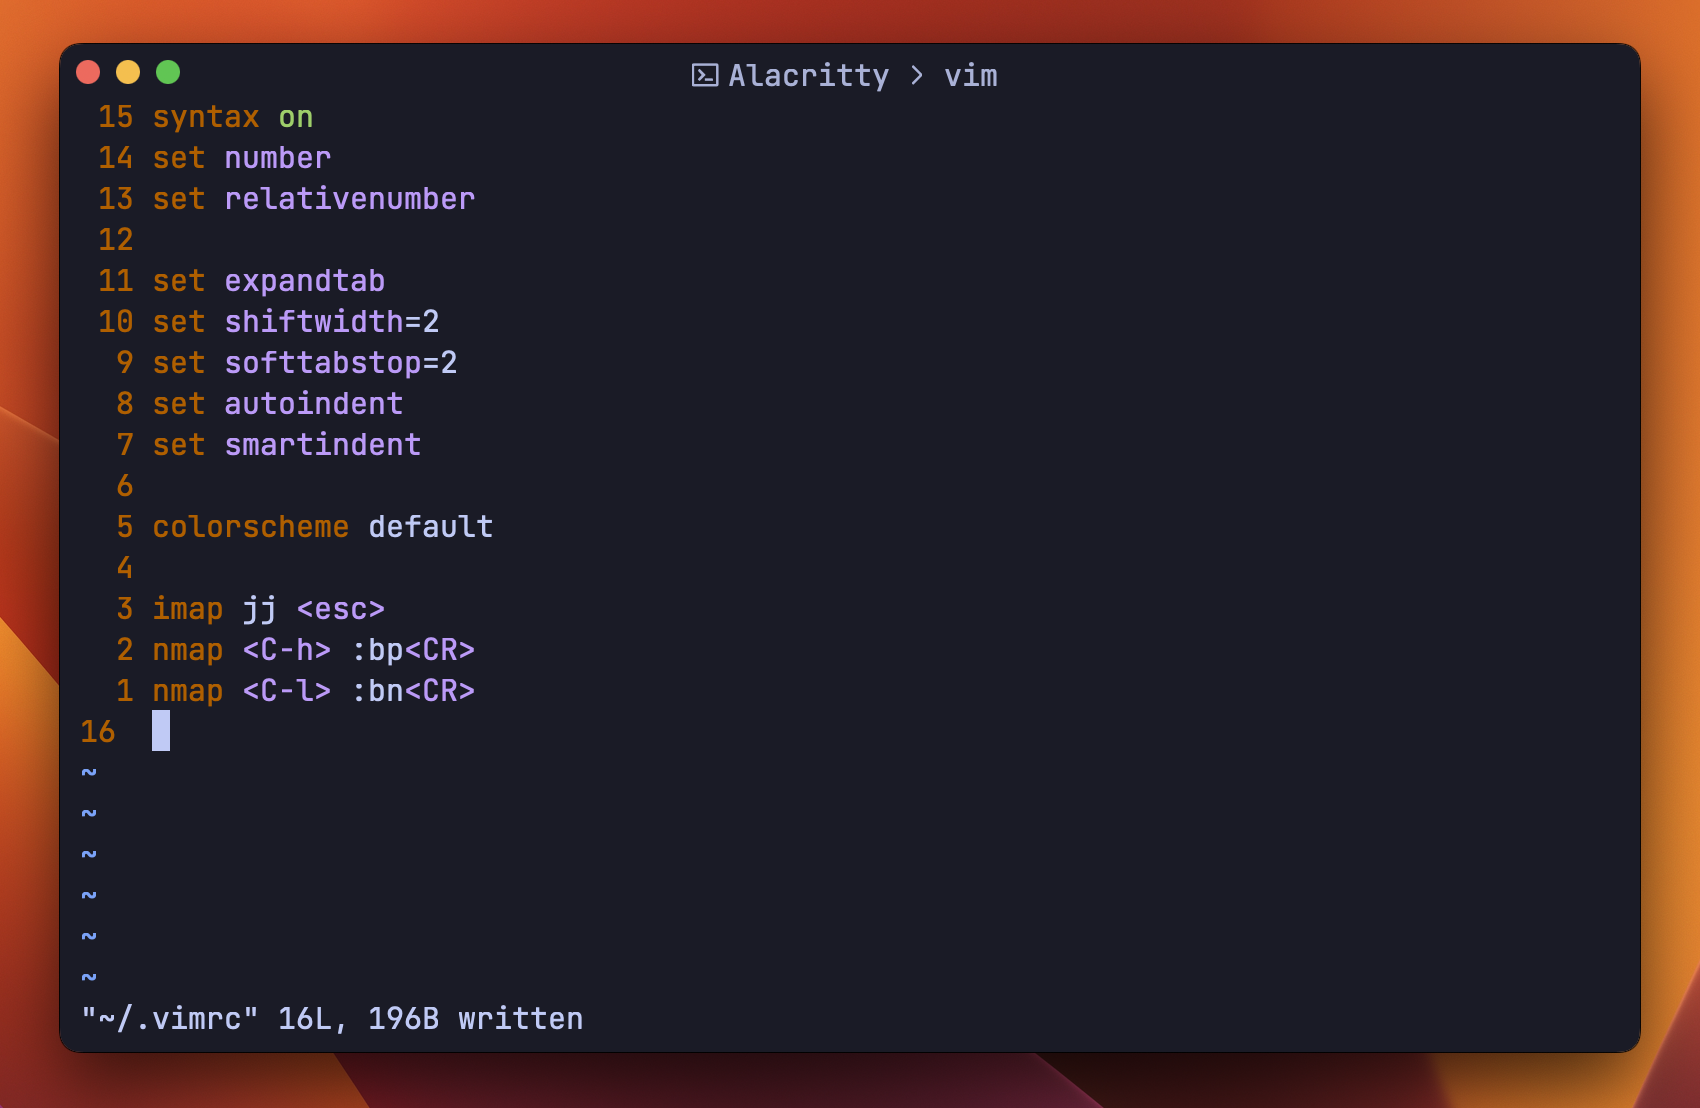 Alacritty > vim
15 syntax on
14 set number
13 set relativenumber
12
11 set expandtab
10 set shiftwidth=2
9 set softtabstop=2
8 set autoindent
7 set smartindent
6
5 colorscheme default
4
3 imap jj <esc>
2 nmap <C-h> :bp<CR>
1 nmap <C-l> :bn<CR>
16
~
~
~
~
~
~
"~/.vimrc" 16L, 196B written